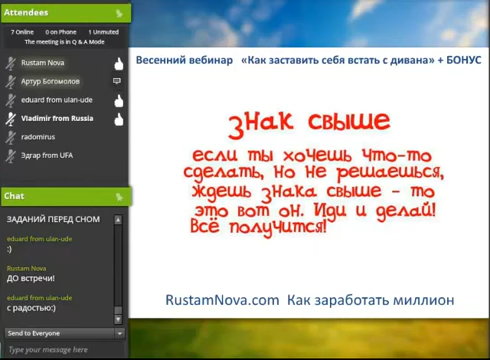 Attendees
7 Online 0 on Phone 1 Unmuted
The meeting is in Q & A Mode
Rustam Nova
Артур Богомолов
eduard from ulan-ude
Vladimir from Russia
radomirus
Эдгар from UFA
Chat
ЗАДАНИЙ ПЕРЕД СНОМ
eduard from ulan-ude
:)
Rustam Nova
ДО встречи!
eduard from ulan-ude
с радостью:)
Send to Everyone
Type your message here
Весенний вебинар «Как заставить себя встать с дивана» + БОНУС
Знак свыше
если ты хочешь что-то
сделать, но не решаешься,
ждешь знака свыше - то
это вот он. Иди и делай!
Всё получится!
RustamNova.com Как заработать миллион